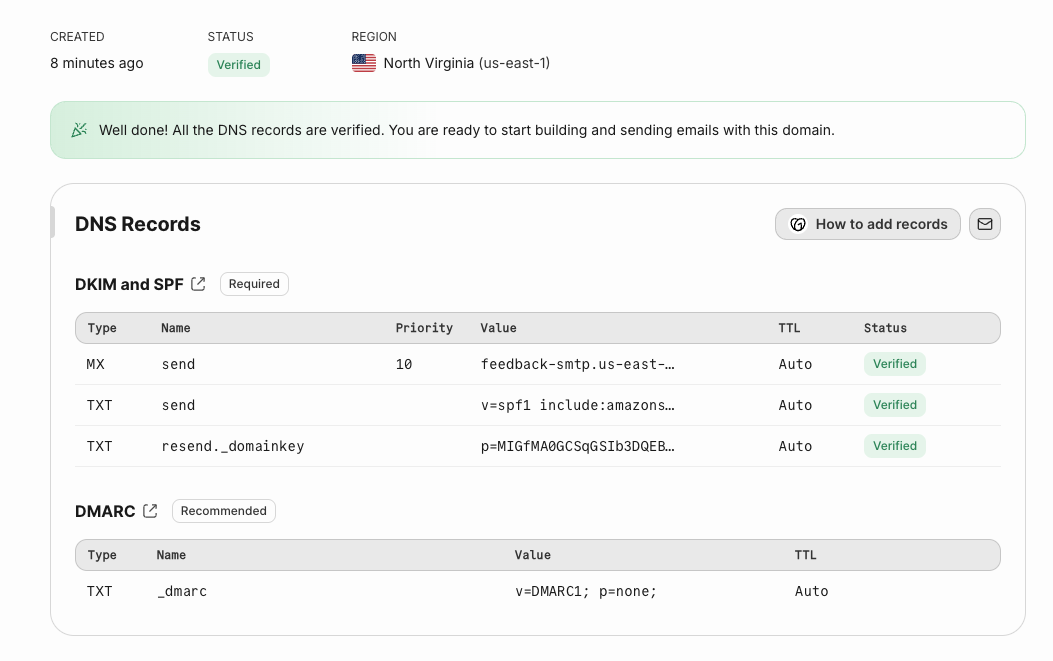 CREATED STATUS REGION
8 minutes ago Verified North Virginia (us-east-1)
Well done! All the DNS records are verified. You are ready to start building and sending emails with this domain.
DNS Records How to add records
DKIM and SPF Required
Type Name Priority Value TTL Status
MX send 10 feedback-smtp.us-east-… Auto Verified
TXT send v=spf1 include:amazons… Auto Verified
TXT resend._domainkey p=MIGfMA0GCSqGSIb3DQEB… Auto Verified
DMARC Recommended
Type Name Value TTL
TXT _dmarc v=DMARC1; p=none; Auto